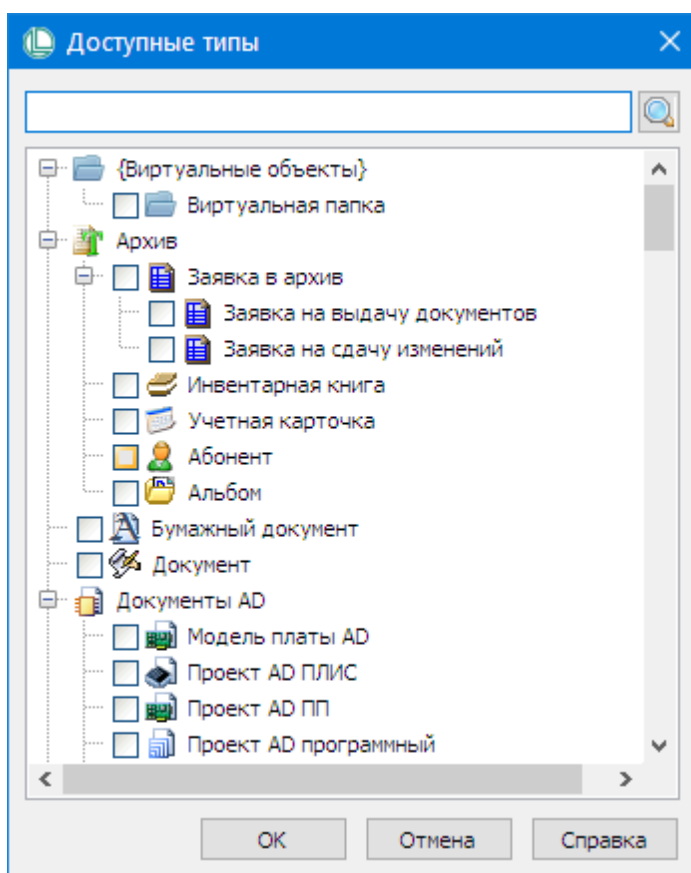 Доступные типы
{Виртуальные объекты}
Виртуальная папка
Архив
Заявка в архив
Заявка на выдачу документов
Заявка на сдачу изменений
Инвентарная книга
Учетная карточка
Абонент
Альбом
Бумажный документ
Документ
Документы AD
Модель платы AD
Проект AD ПЛИС
Проект AD ПП
Проект AD программный
ОК
Отмена
Справка